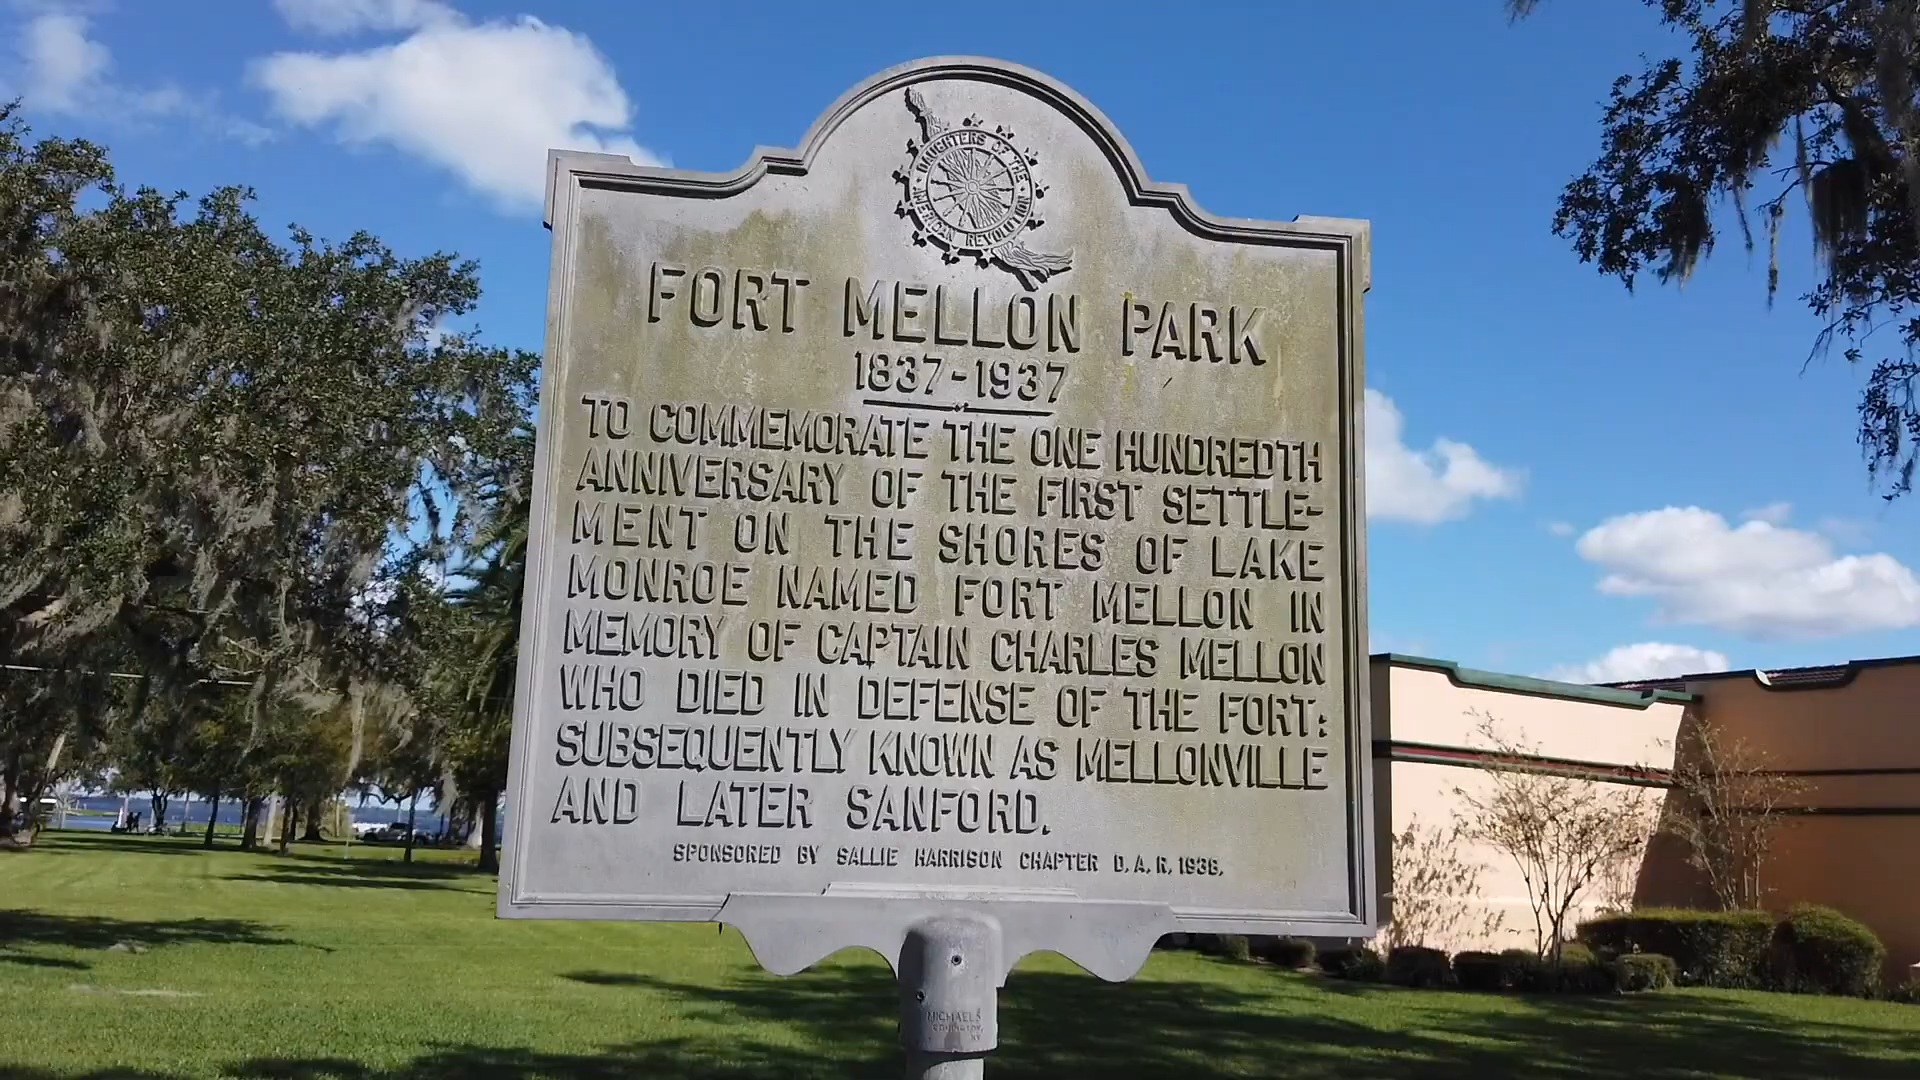 DAUGHTERS OF THE
AMERICAN REVOLUTION
FORT MELLON PARK
1837-1937
TO COMMEMORATE THE ONE HUNDREDTH
ANNIVERSARY OF THE FIRST SETTLE-
MENT ON THE SHORES OF LAKE
MONROE NAMED FORT MELLON IN
MEMORY OF CAPTAIN CHARLES MELLON
WHO DIED IN DEFENSE OF THE FORT:
SUBSEQUENTLY KNOWN AS MELLONVILLE
AND LATER SANFORD.
SPONSORED BY SALLIE HARRISON CHAPTER D. A. R. 1938.
MICHAELS
COVINGTON,
KY